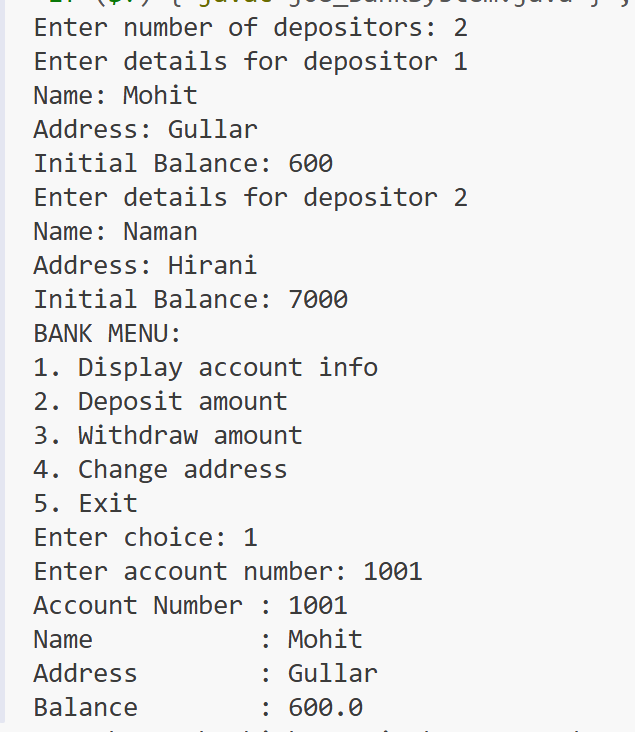 Enter number of depositors: 2
Enter details for depositor 1
Name: Mohit
Address: Gullar
Initial Balance: 600
Enter details for depositor 2
Name: Naman
Address: Hirani
Initial Balance: 7000
BANK MENU:
1. Display account info
2. Deposit amount
3. Withdraw amount
4. Change address
5. Exit
Enter choice: 1
Enter account number: 1001
Account Number : 1001
Name           : Mohit
Address        : Gullar
Balance        : 600.0